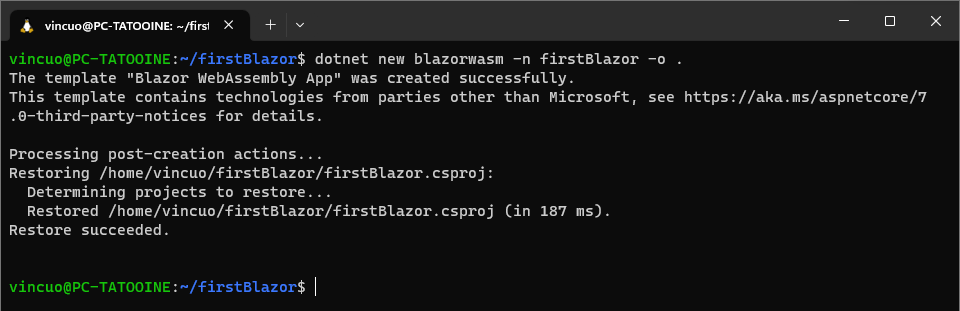 vincuo@PC-TATOOINE: ~/first
vincuo@PC-TATOOINE:~/firstBlazor$ dotnet new blazorwasm -n firstBlazor -o .
The template "Blazor WebAssembly App" was created successfully.
This template contains technologies from parties other than Microsoft, see https://aka.ms/aspnetcore/7
.0-third-party-notices for details.
Processing post-creation actions...
Restoring /home/vincuo/firstBlazor/firstBlazor.csproj:
  Determining projects to restore...
  Restored /home/vincuo/firstBlazor/firstBlazor.csproj (in 187 ms).
Restore succeeded.
vincuo@PC-TATOOINE:~/firstBlazor$